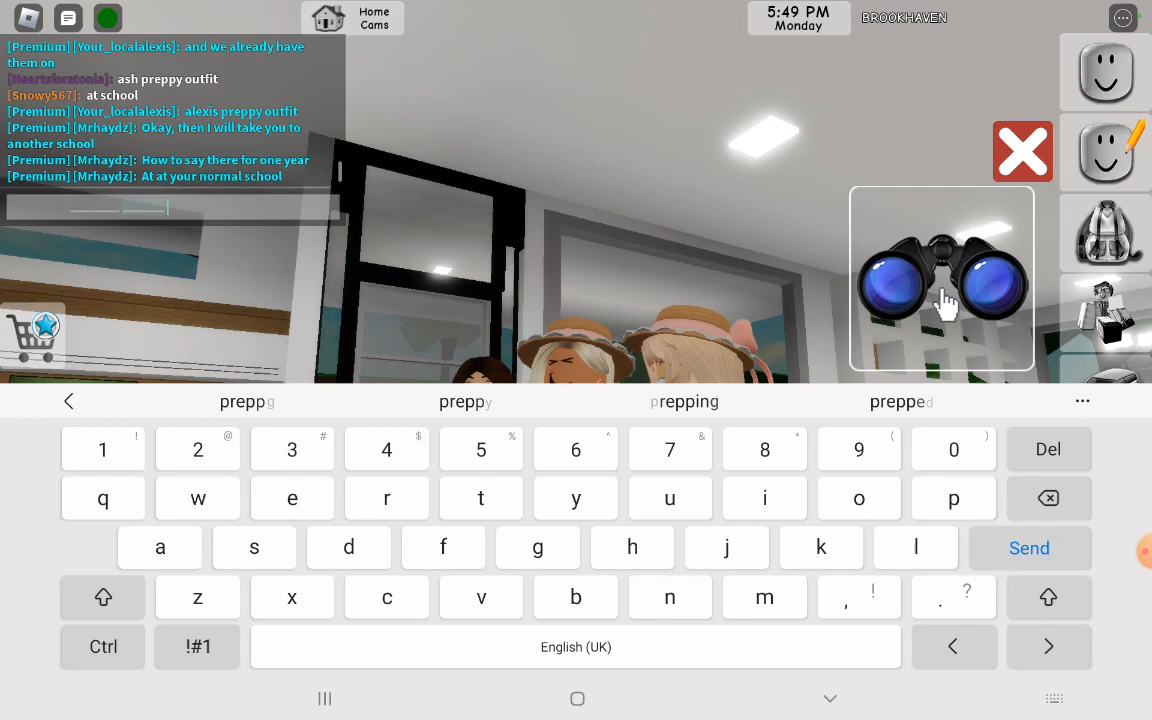 Home
Cams
5:49 PM
Monday
BROOKHAVEN
[Premium] [Your_localalexis]: and we already have
them on
[Heartsforatonia]: ash preppy outfit
[Snowy567]: at school
[Premium] [Your_localalexis]: alexis preppy outfit
[Premium] [Mrhaydz]: Okay, then I will take you to
another school
[Premium] [Mrhaydz]: How to say there for one year
[Premium] [Mrhaydz]: At at your normal school
preppg preppy prepping prepped
1 ! 2 @ 3 # 4 $ 5 % 6 ^ 7 & 8 * 9 ( 0 ) Del
q w e r t y u i o p
a s d f g h j k l Send
z x c v b n m , ! . ?
Ctrl !#1 English (UK) < >